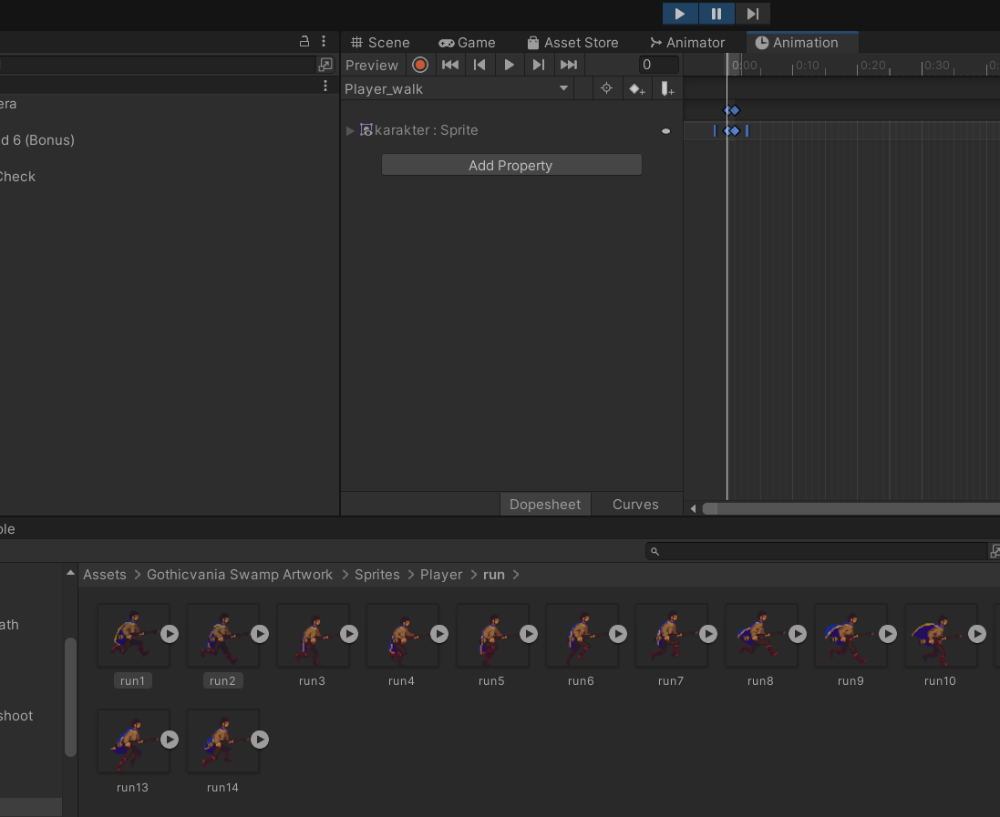 Scene Game Asset Store Animator Animation
Preview 0 0:00 0:10 0:20 0:30 0:
Player_walk
era
d 6 (Bonus)
karakter : Sprite
Add Property
Check
Dopesheet Curves
ole
Assets > Gothicvania Swamp Artwork > Sprites > Player > run >
ath
run1 run2 run3 run4 run5 run6 run7 run8 run9 run10
shoot
run13 run14